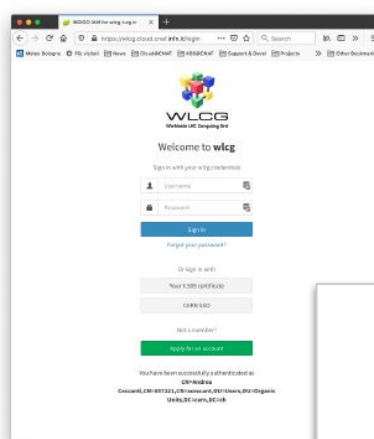 INDIGO IAM for wlcg - Log in
https://wlcg.cloud.cnaf.infn.it/login
Search
Meteo Bologna
Più visitati
News
Cloud@CNAF
K8S@CNAF
Support & Devel
Projects
Other Bookmarks
WLCG
Worldwide LHC Computing Grid
Welcome to wlcg
Sign in with your wlcg credentials
Username
Password
Sign in
Forgot your password?
Or sign in with
Your X.509 certificate
CERN SSO
Not a member?
Apply for an account
You have been successfully authenticated as
CN=Andrea
Ceccanti,CN=657321,CN=aceccant,OU=Users,OU=Organic
Units,DC=cern,DC=ch